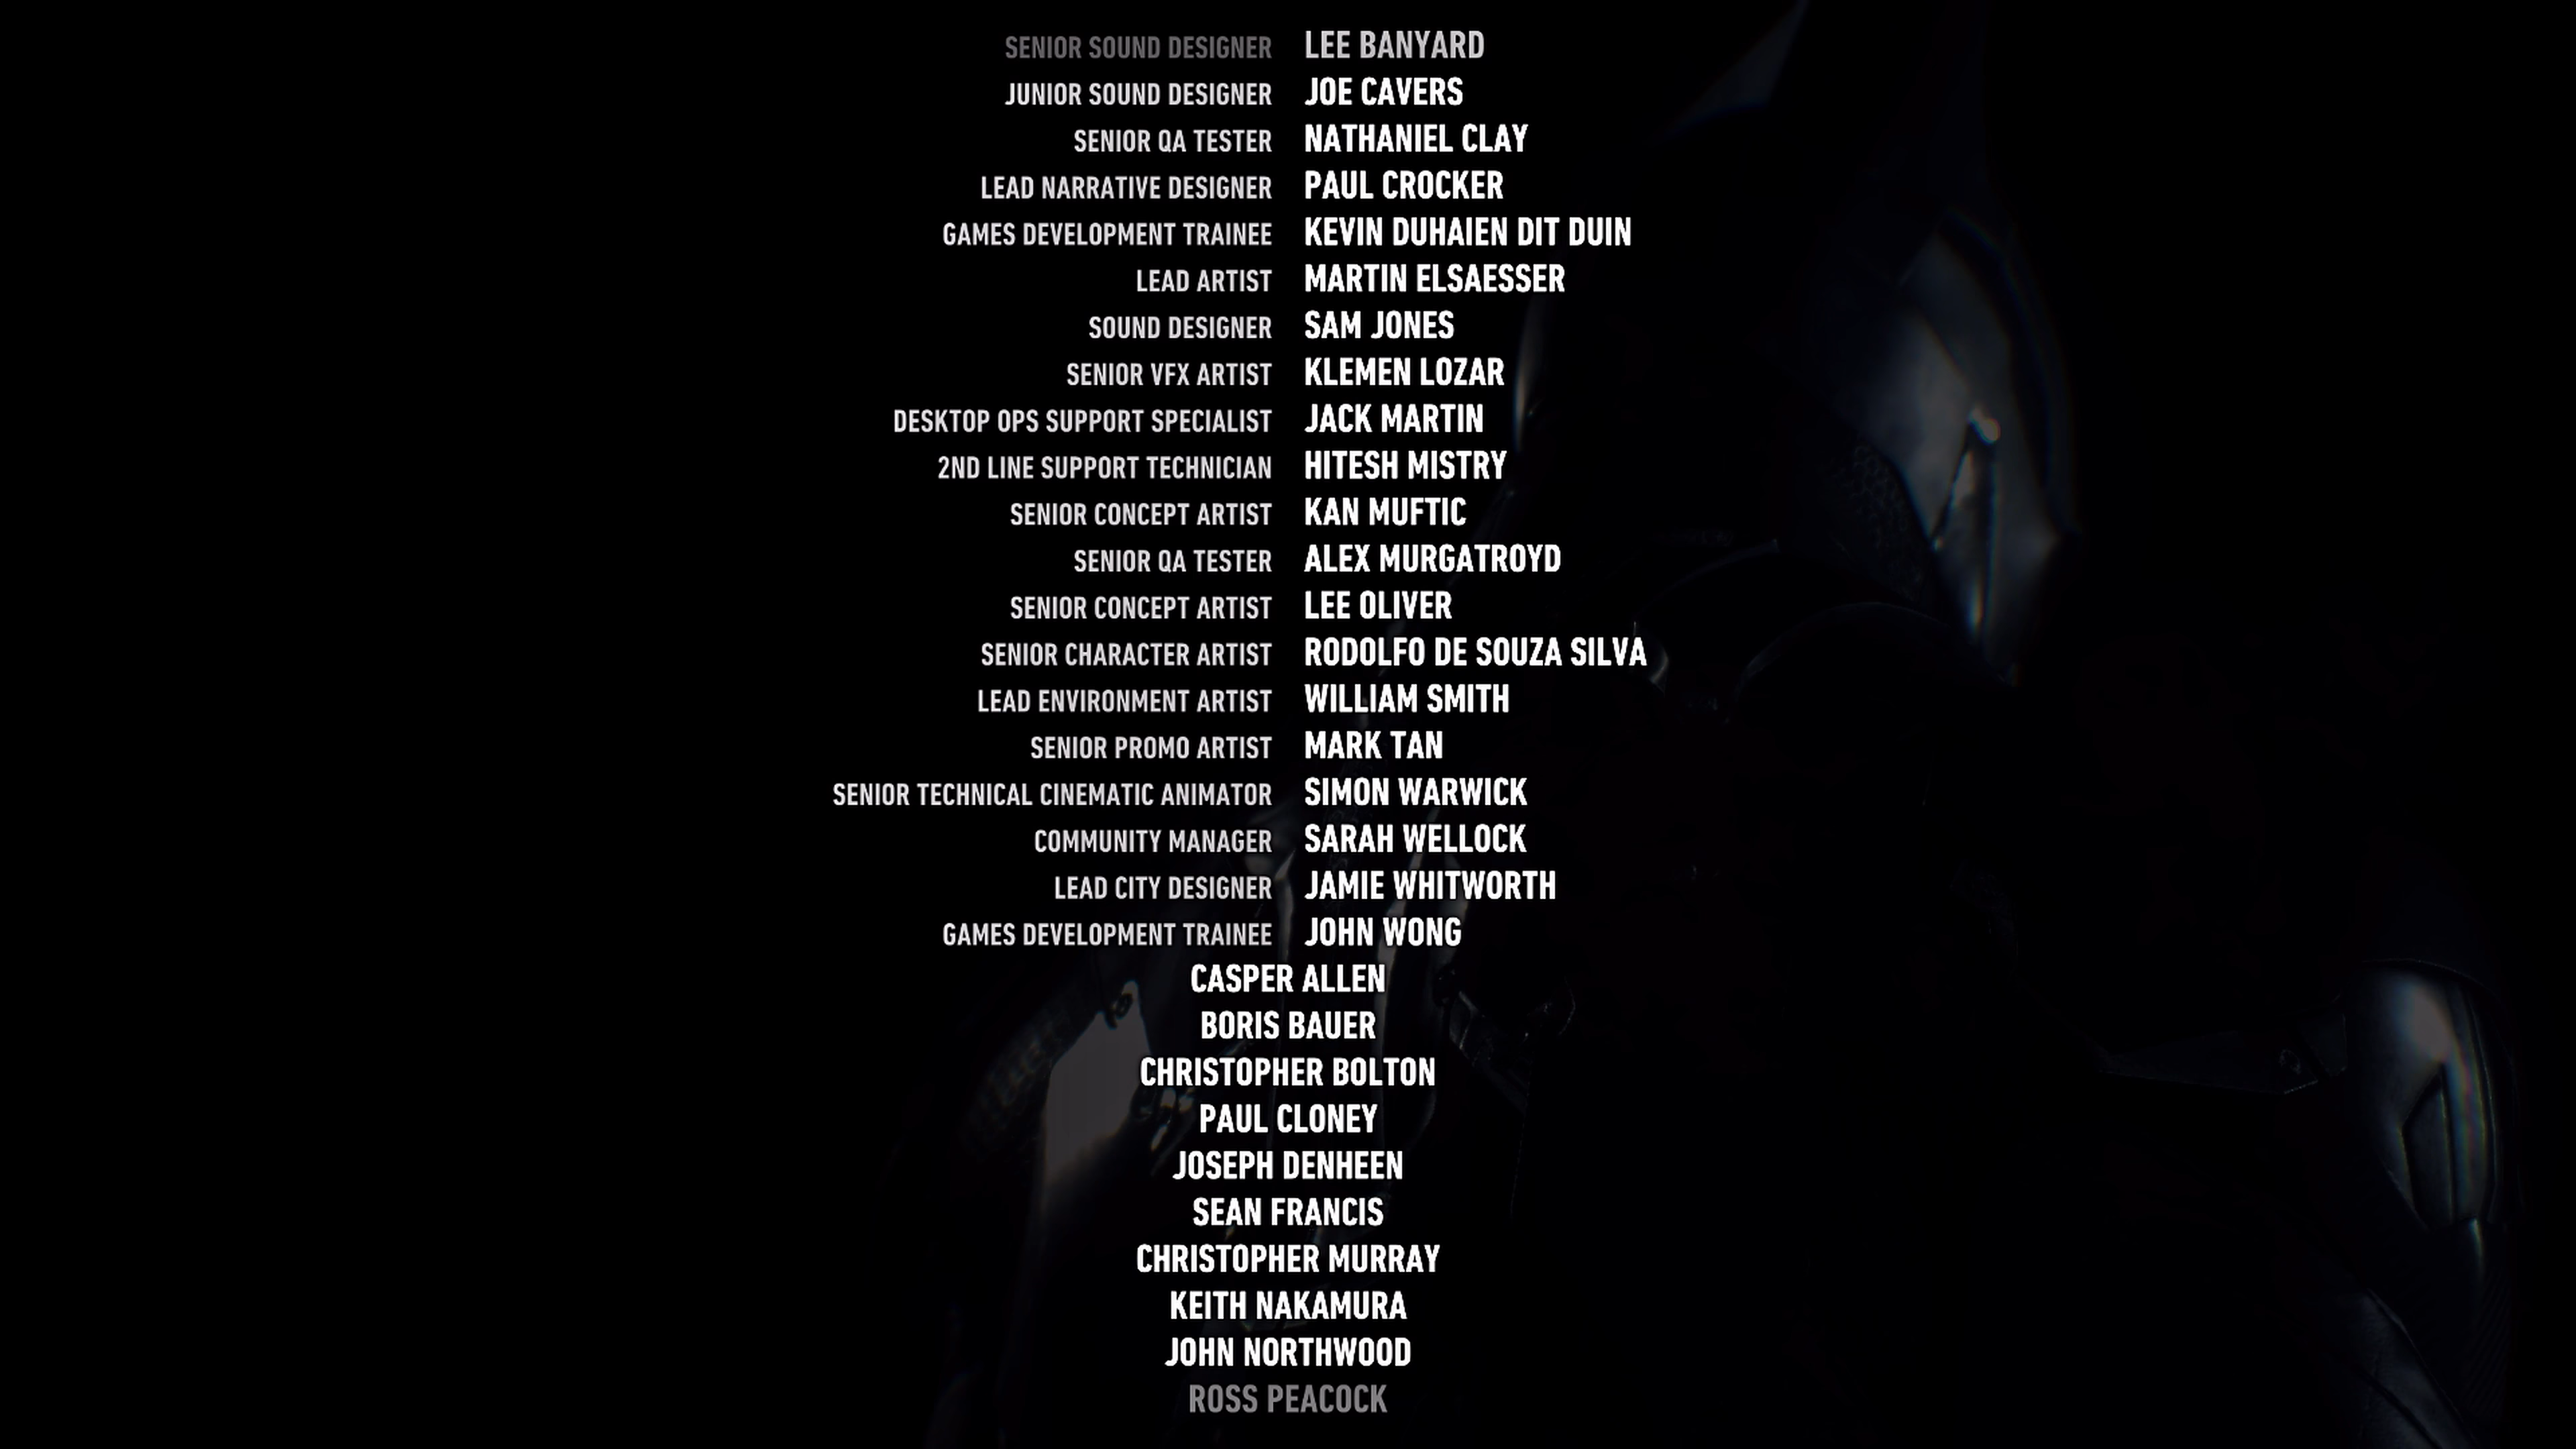 SENIOR SOUND DESIGNER LEE BANYARD
JUNIOR SOUND DESIGNER JOE CAVERS
SENIOR QA TESTER NATHANIEL CLAY
LEAD NARRATIVE DESIGNER PAUL CROCKER
GAMES DEVELOPMENT TRAINEE KEVIN DUHAIEN DIT DUIN
LEAD ARTIST MARTIN ELSAESSER
SOUND DESIGNER SAM JONES
SENIOR VFX ARTIST KLEMEN LOZAR
DESKTOP OPS SUPPORT SPECIALIST JACK MARTIN
2ND LINE SUPPORT TECHNICIAN HITESH MISTRY
SENIOR CONCEPT ARTIST KAN MUFTIC
SENIOR QA TESTER ALEX MURGATROYD
SENIOR CONCEPT ARTIST LEE OLIVER
SENIOR CHARACTER ARTIST RODOLFO DE SOUZA SILVA
LEAD ENVIRONMENT ARTIST WILLIAM SMITH
SENIOR PROMO ARTIST MARK TAN
SENIOR TECHNICAL CINEMATIC ANIMATOR SIMON WARWICK
COMMUNITY MANAGER SARAH WELLOCK
LEAD CITY DESIGNER JAMIE WHITWORTH
GAMES DEVELOPMENT TRAINEE JOHN WONG
CASPER ALLEN
BORIS BAUER
CHRISTOPHER BOLTON
PAUL CLONEY
JOSEPH DENHEEN
SEAN FRANCIS
CHRISTOPHER MURRAY
KEITH NAKAMURA
JOHN NORTHWOOD
ROSS PEACOCK